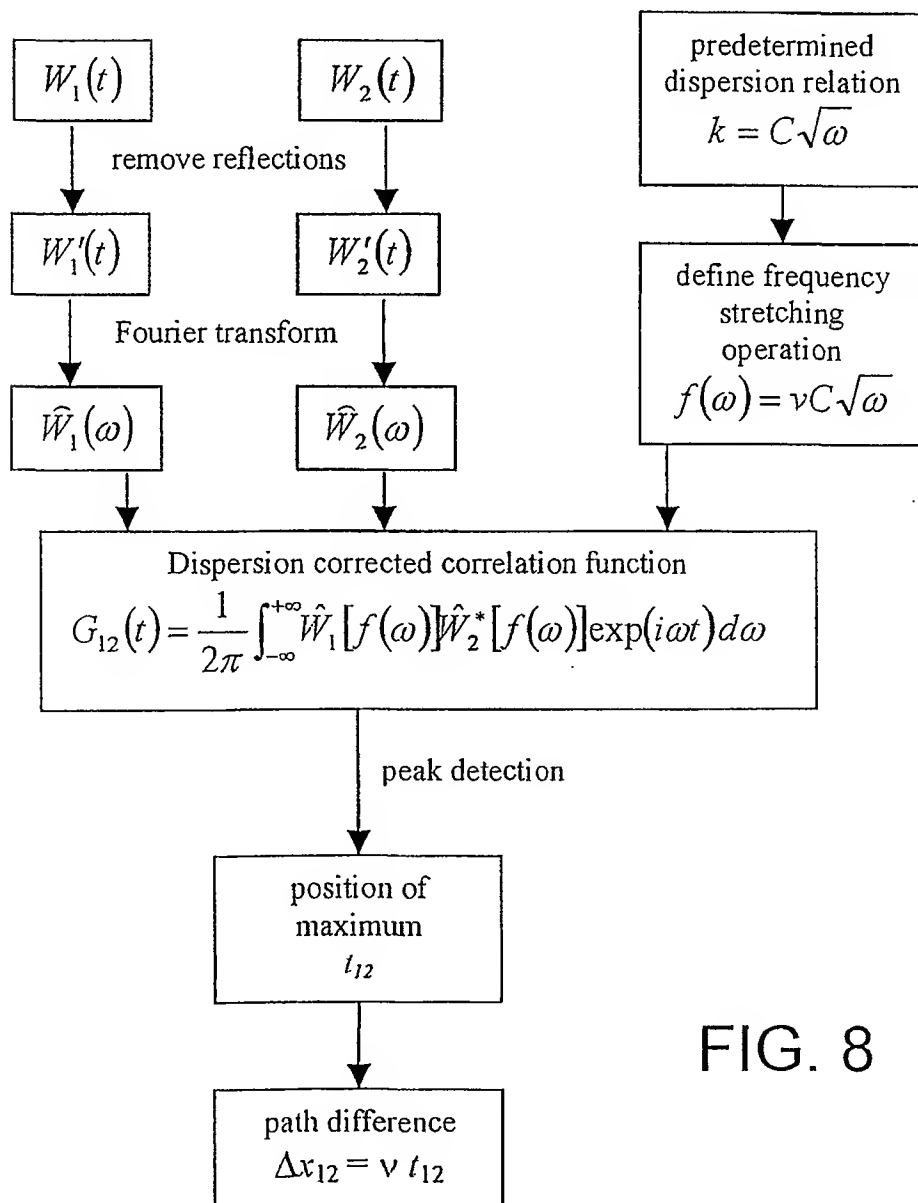 W₁(t)
W₂(t)
predetermined
dispersion relation
k = C√ω
remove reflections
W₁′(t)
W₂′(t)
define frequency
stretching
operation
f(ω) = νC√ω
Fourier transform
Ŵ₁(ω)
Ŵ₂(ω)
Dispersion corrected correlation function
G₁₂(t) = 1/2π ∫₋∞⁺∞ Ŵ₁[f(ω)]Ŵ₂*[f(ω)]exp(iωt)dω
peak detection
position of
maximum
t₁₂
FIG. 8
path difference
Δx₁₂ = ν t₁₂